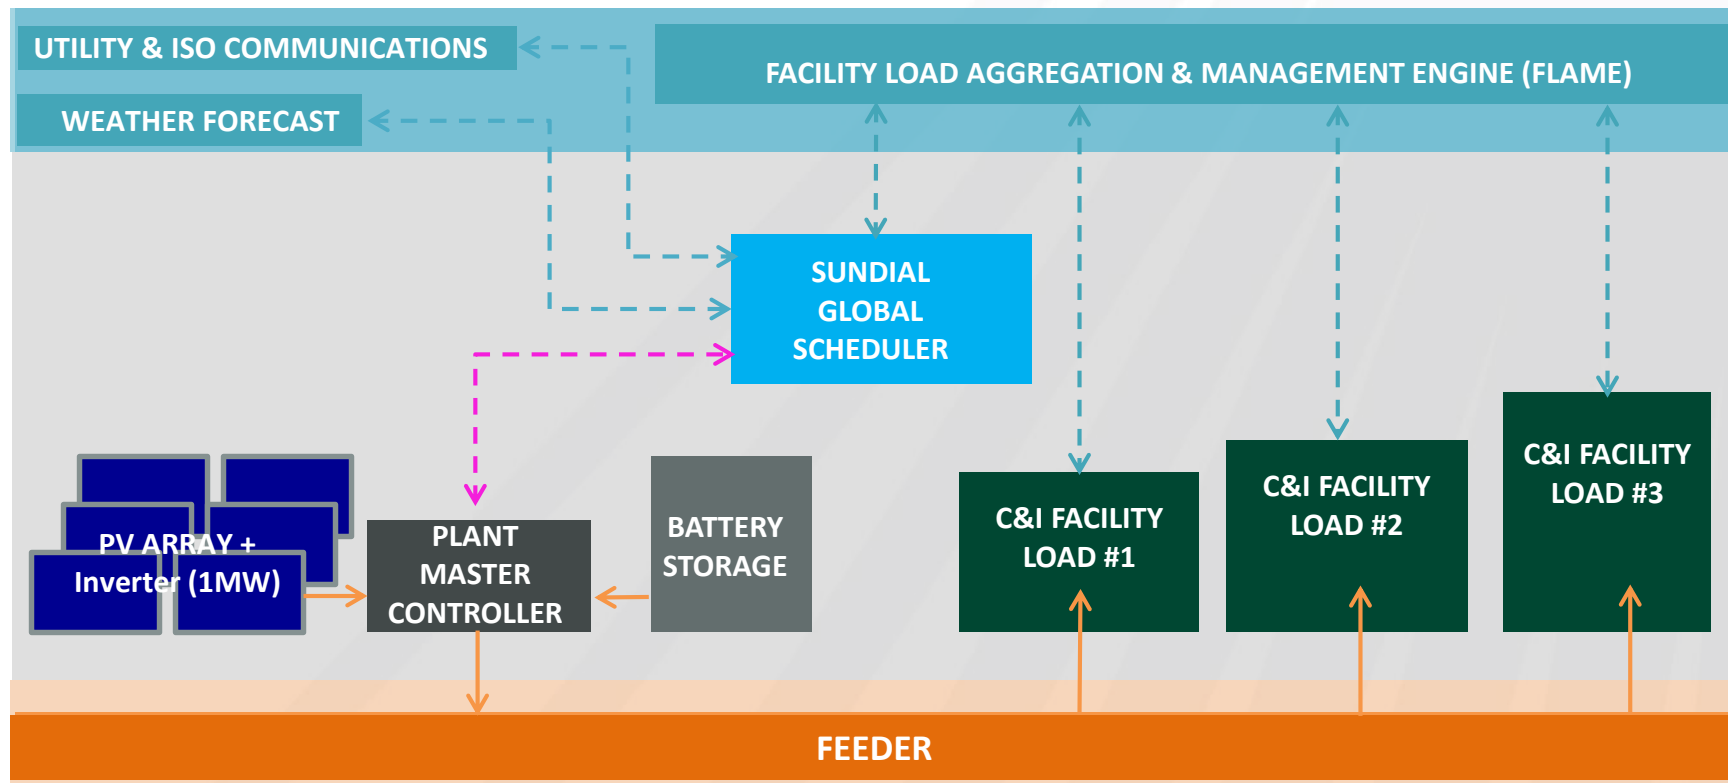 UTILITY & ISO COMMUNICATIONS
FACILITY LOAD AGGREGATION & MANAGEMENT ENGINE (FLAME)
WEATHER FORECAST
SUNDIAL
GLOBAL
SCHEDULER
PV ARRAY +
Inverter (1MW)
PLANT
MASTER
CONTROLLER
BATTERY
STORAGE
C&I FACILITY
LOAD #1
C&I FACILITY
LOAD #2
C&I FACILITY
LOAD #3
FEEDER